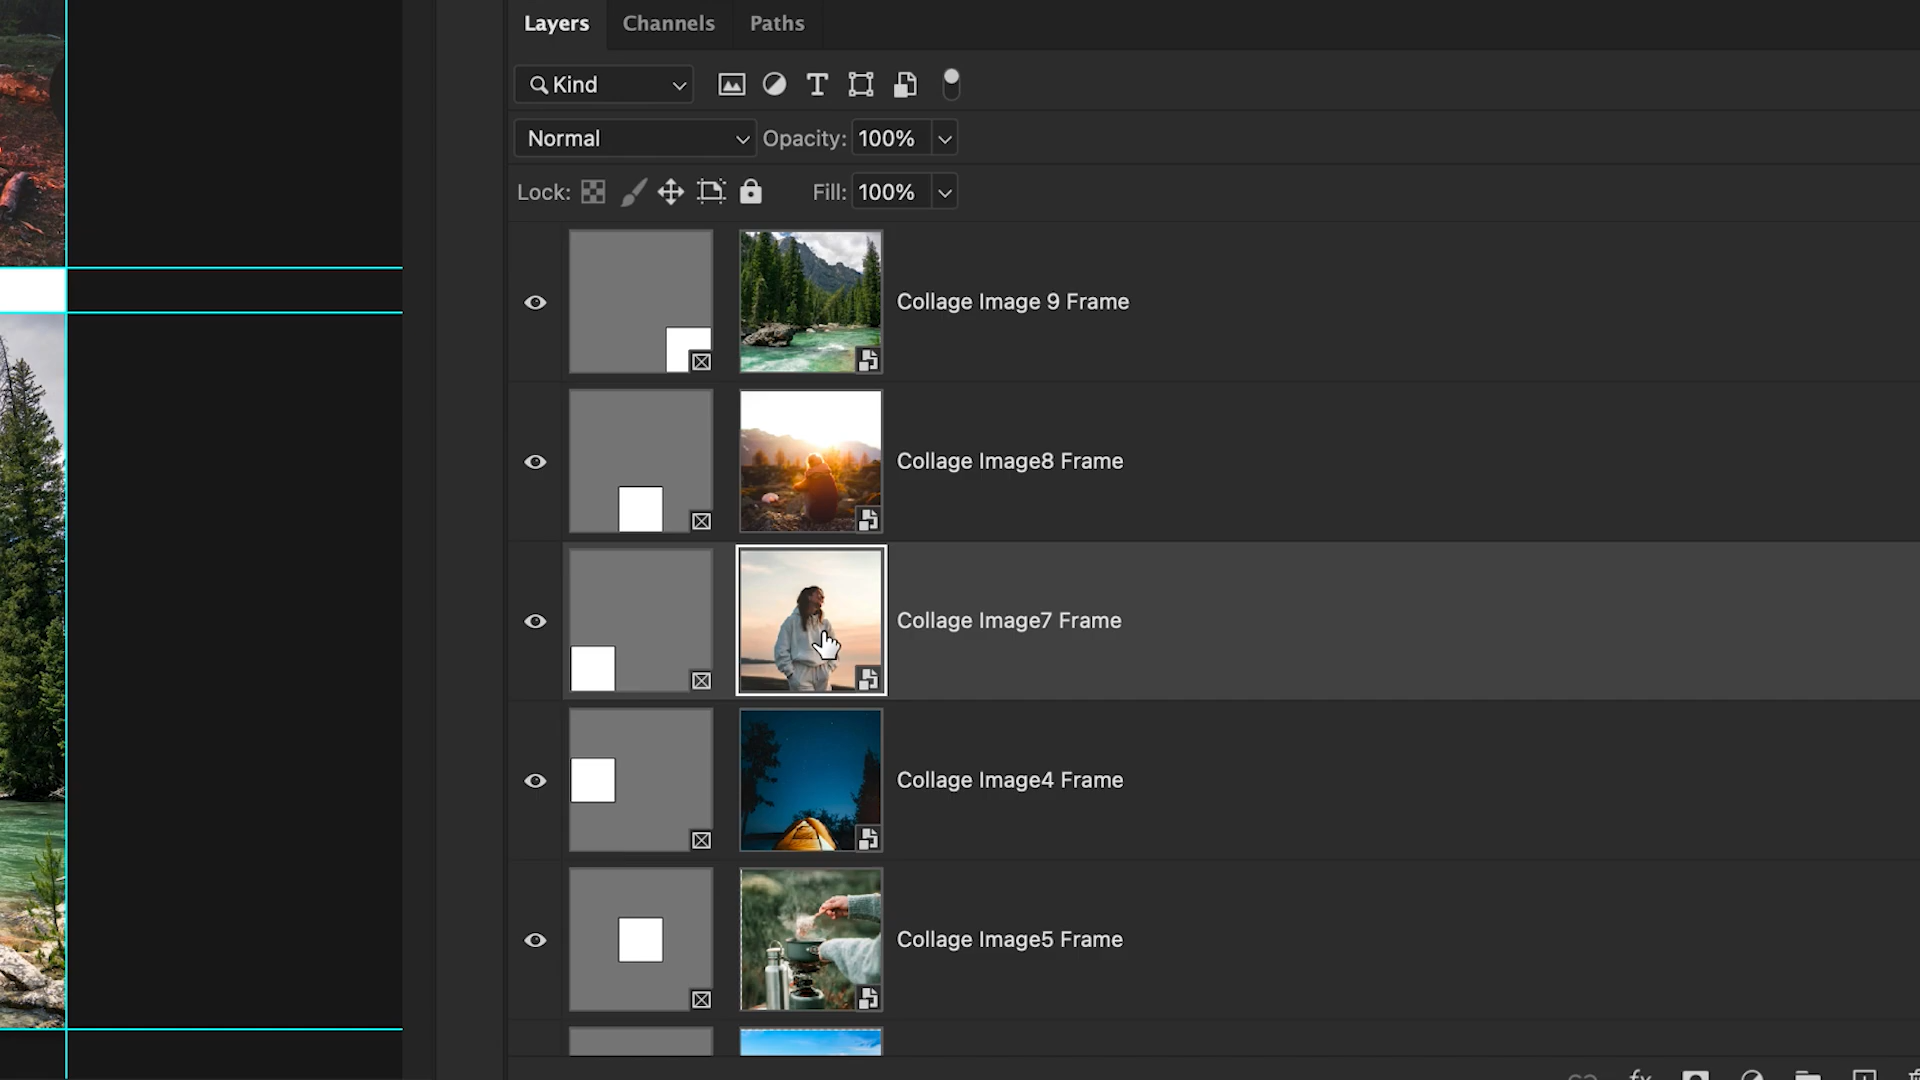 Layers Channels Paths
Kind
Normal Opacity: 100%
Lock: Fill: 100%
Collage Image 9 Frame
Collage Image8 Frame
Collage Image7 Frame
Collage Image4 Frame
Collage Image5 Frame
fx